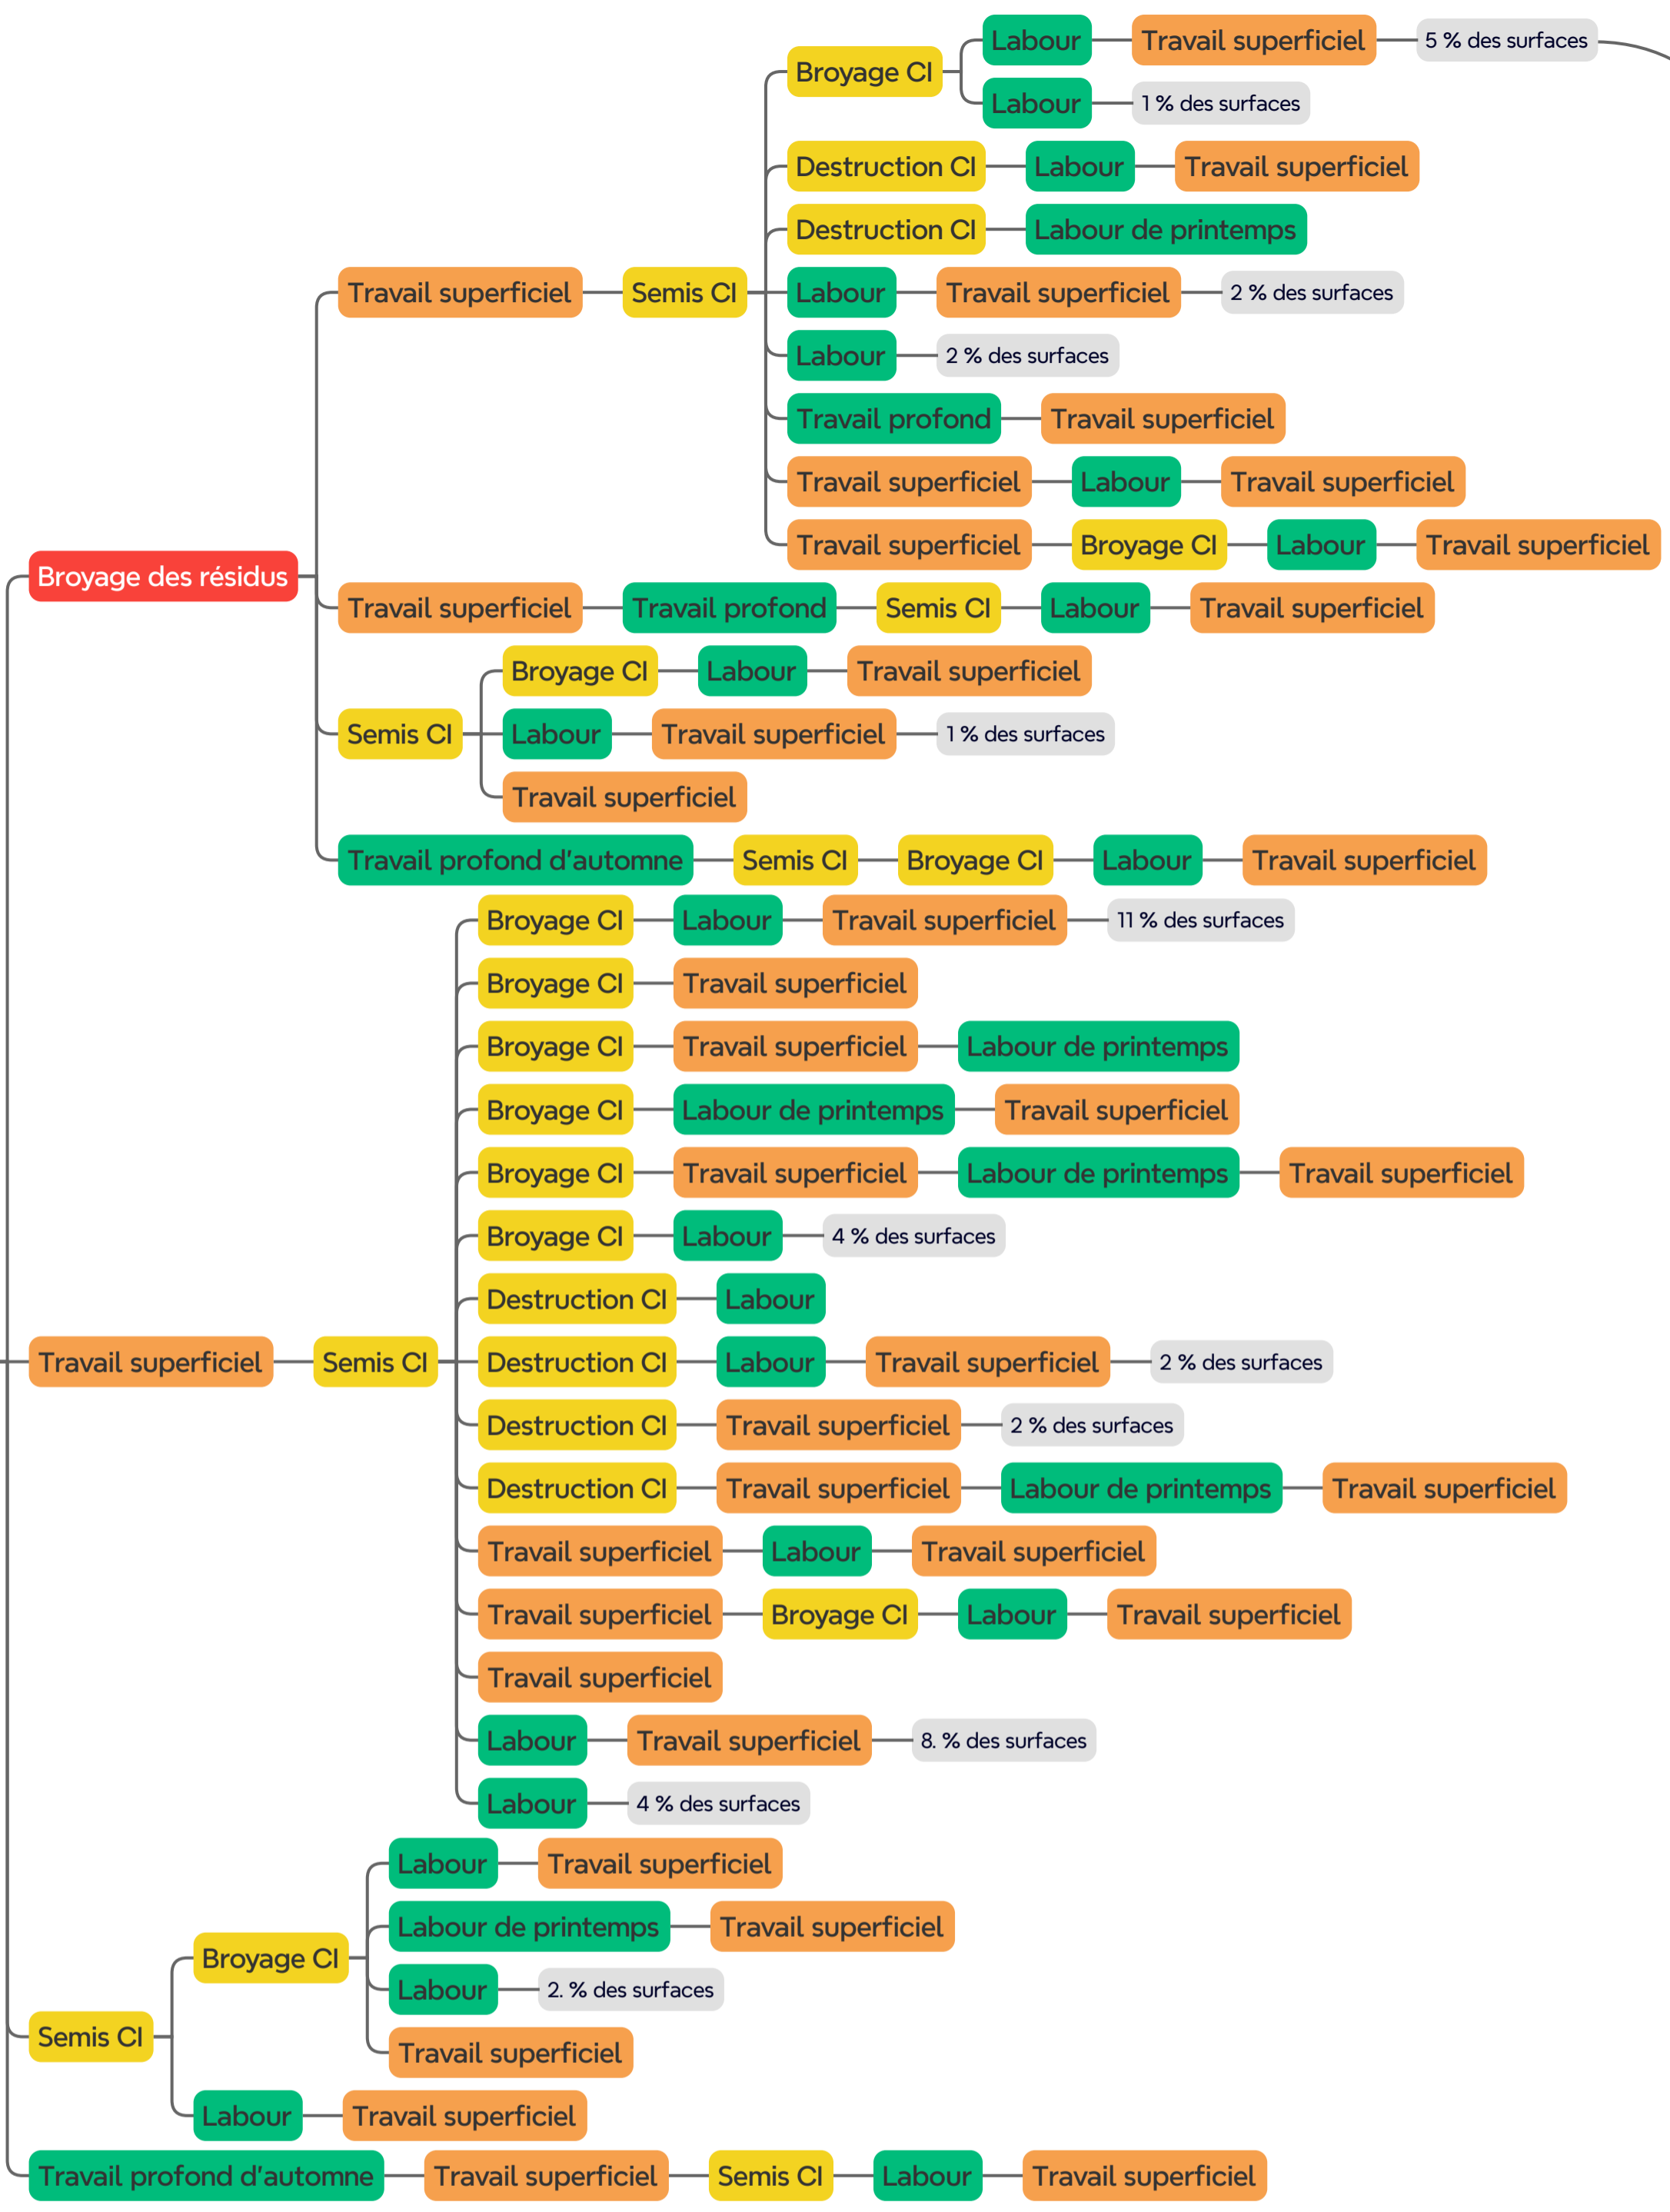 Labour Travail superficiel 5 % des surfaces
Broyage CI
Labour 1 % des surfaces
Destruction CI Labour Travail superficiel
Destruction CI Labour de printemps
Travail superficiel Semis CI Labour Travail superficiel 2 % des surfaces
Labour 2 % des surfaces
Travail profond Travail superficiel
Travail superficiel Labour Travail superficiel
Travail superficiel Broyage CI Labour Travail superficiel
Broyage des résidus
Travail superficiel Travail profond Semis CI Labour Travail superficiel
Broyage CI Labour Travail superficiel
Semis CI Labour Travail superficiel 1 % des surfaces
Travail superficiel
Travail profond d'automne Semis CI Broyage CI Labour Travail superficiel
Broyage CI Labour Travail superficiel 11 % des surfaces
Broyage CI Travail superficiel
Broyage CI Travail superficiel Labour de printemps
Broyage CI Labour de printemps Travail superficiel
Broyage CI Travail superficiel Labour de printemps Travail superficiel
Broyage CI Labour 4 % des surfaces
Destruction CI Labour
Travail superficiel Semis CI Destruction CI Labour Travail superficiel 2 % des surfaces
Destruction CI Travail superficiel 2 % des surfaces
Destruction CI Travail superficiel Labour de printemps Travail superficiel
Travail superficiel Labour Travail superficiel
Travail superficiel Broyage CI Labour Travail superficiel
Travail superficiel
Labour Travail superficiel 8. % des surfaces
Labour 4 % des surfaces
Labour Travail superficiel
Labour de printemps Travail superficiel
Broyage CI
Labour 2. % des surfaces
Semis CI
Travail superficiel
Labour Travail superficiel
Travail profond d'automne Travail superficiel Semis CI Labour Travail superficiel